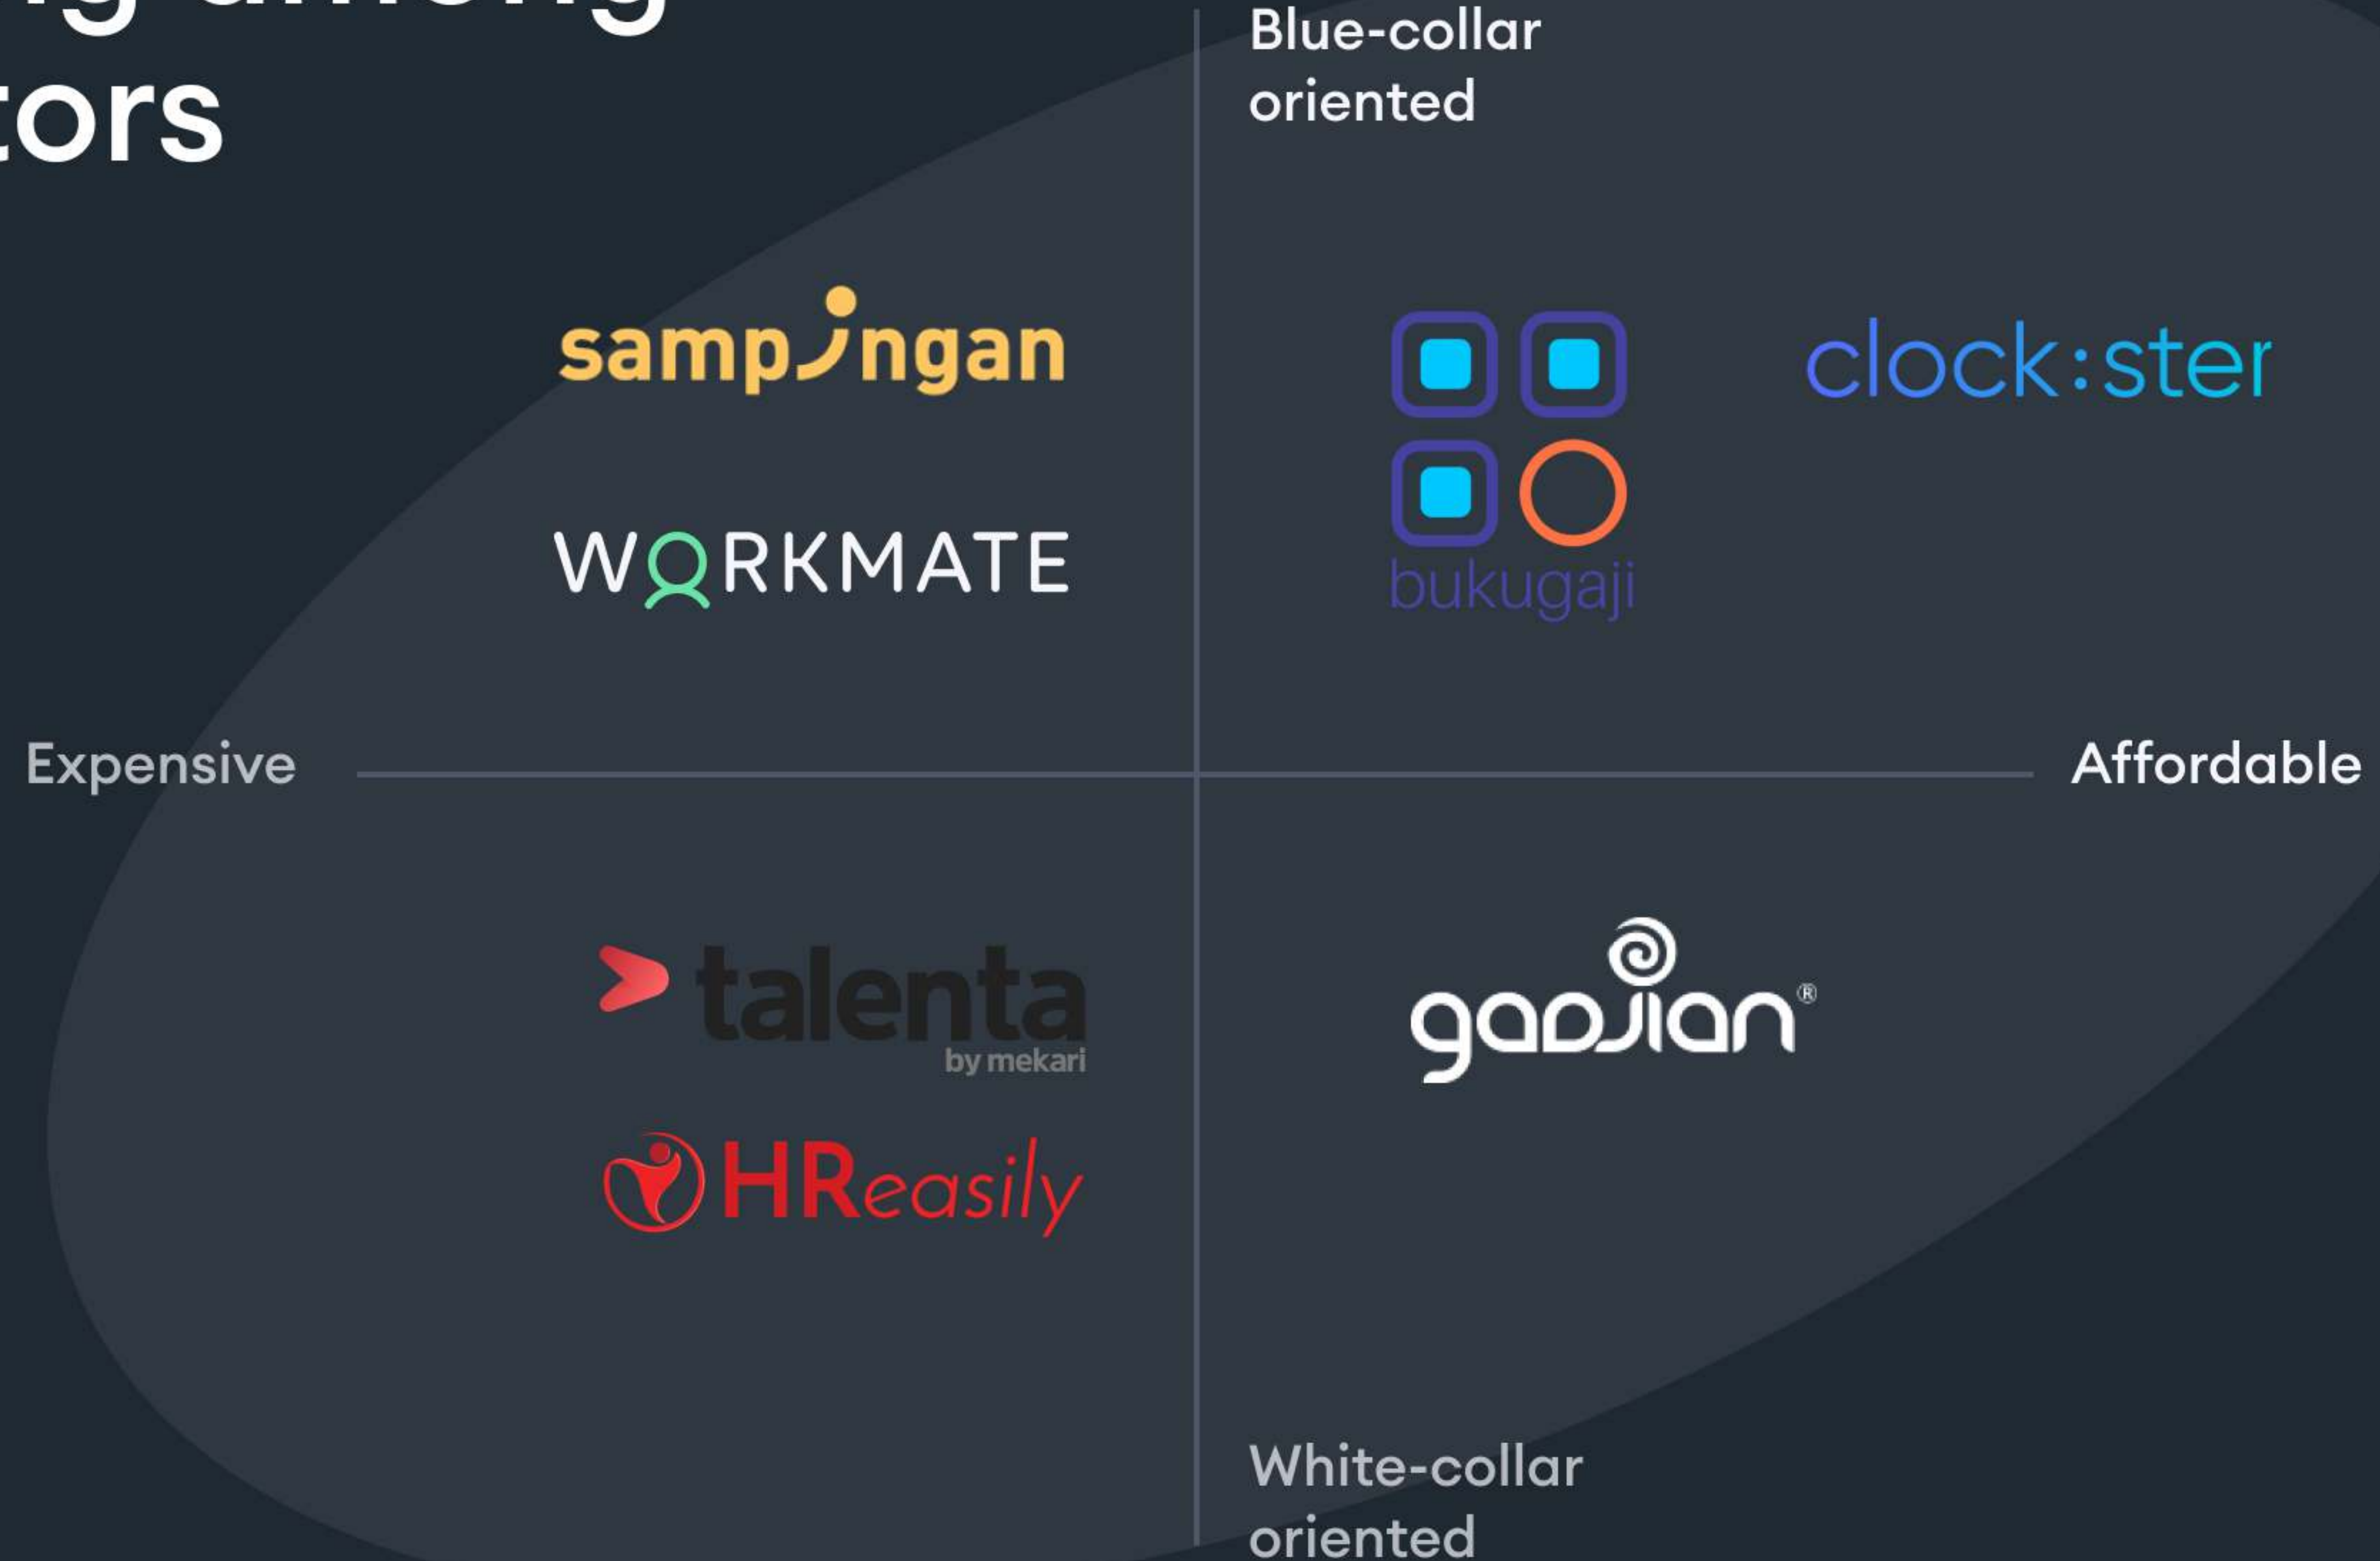 among
tors
Blue-collar
oriented
sampingan
clock:ster
WORKMATE
bukugaji
Expensive
Affordable
talenta
by mekari
gadjian®
HReasily
White-collar
oriented